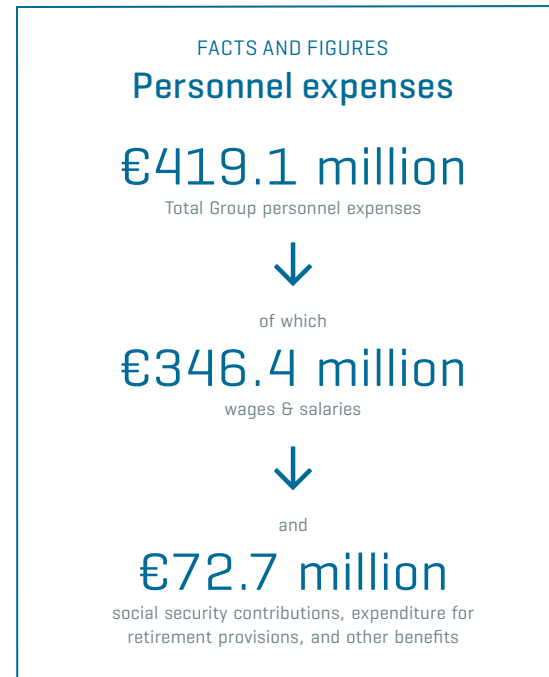 FACTS AND FIGURES
Personnel expenses
€419.1 million
Total Group personnel expenses
of which
€346.4 million
wages & salaries
and
€72.7 million
social security contributions, expenditure for
retirement provisions, and other benefits